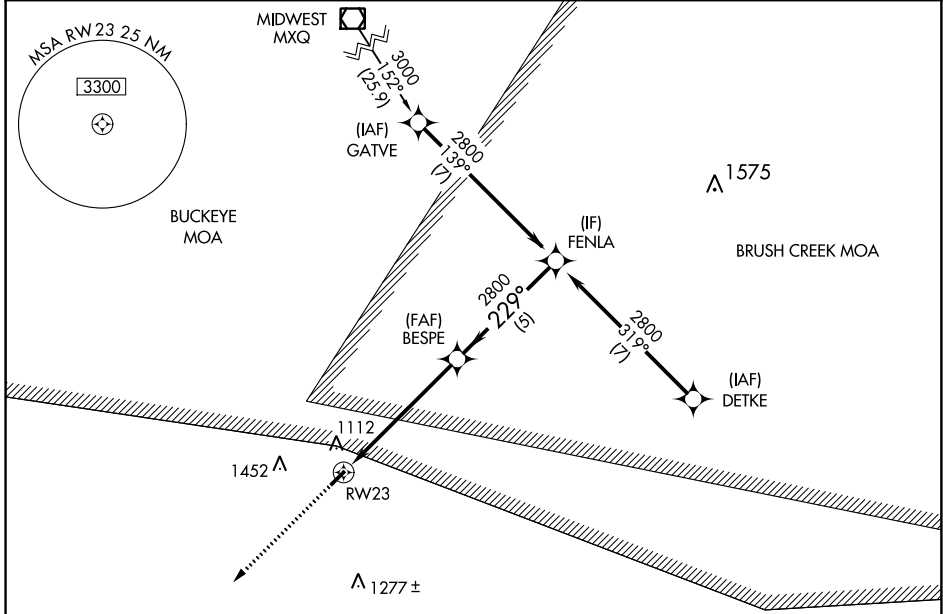 MSA RW 23 25 NM
3300
MIDWEST
MXQ
3000
152°
(25.9)
(IAF)
GATVE
2800
139°
(7)
1575
BUCKEYE
MOA
(IF)
FENLA
BRUSH CREEK MOA
2800
229°
(5)
(FAF)
BESPE
2800
319°
(7)
(IAF)
DETKE
1112
1452
RW23
1277 ±